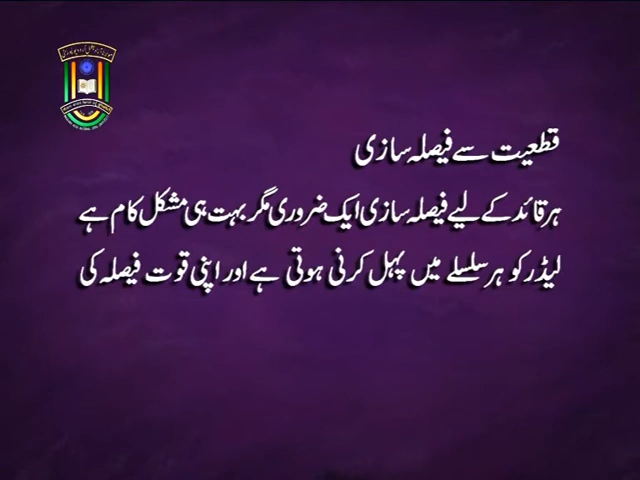 قطعیت سے فیصلہ سازی
ہر قائد کے لیے فیصلہ سازی ایک ضروری مگر بہت ہی مشکل کام ہے
لیڈر کو ہر سلسلے میں پہل کرنی ہوتی ہے اور اپنی قوت فیصلہ کی